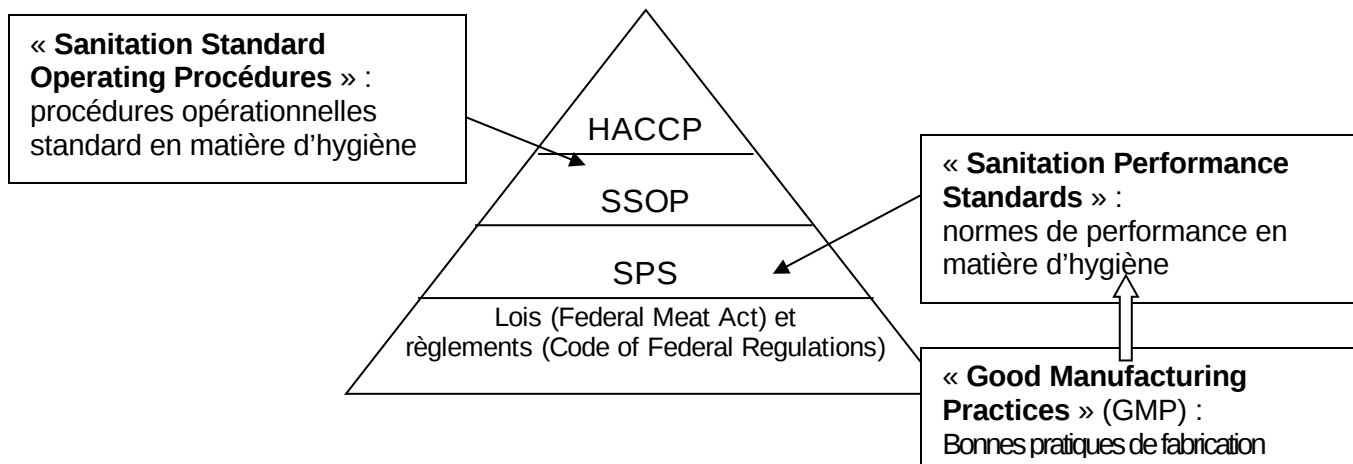 « Sanitation Standard
Operating Procédures » :
procédures opérationnelles
standard en matière d’hygiène
HACCP
SSOP
SPS
Lois (Federal Meat Act) et
règlements (Code of Federal Regulations)
« Sanitation Performance
Standards » :
normes de performance en
matière d’hygiène
« Good Manufacturing
Practices » (GMP) :
Bonnes pratiques de fabrication